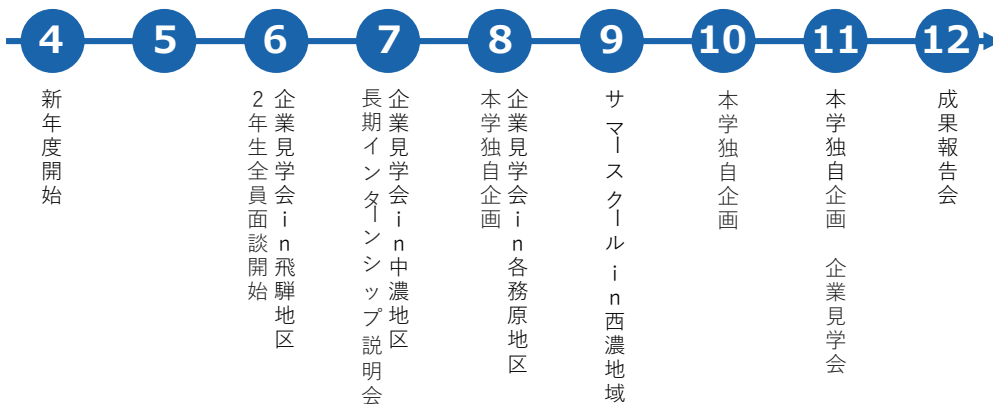 4
5
6
7
8
9
10
11
12
新年度開始
企業見学会in飛騨地区
2年生全員面談開始
企業見学会in中濃地区
長期インターンシップ説明会
企業見学会in各務原地区
本学独自企画
サマースクールin西濃地域
本学独自企画
本学独自企画 企業見学会
成果報告会